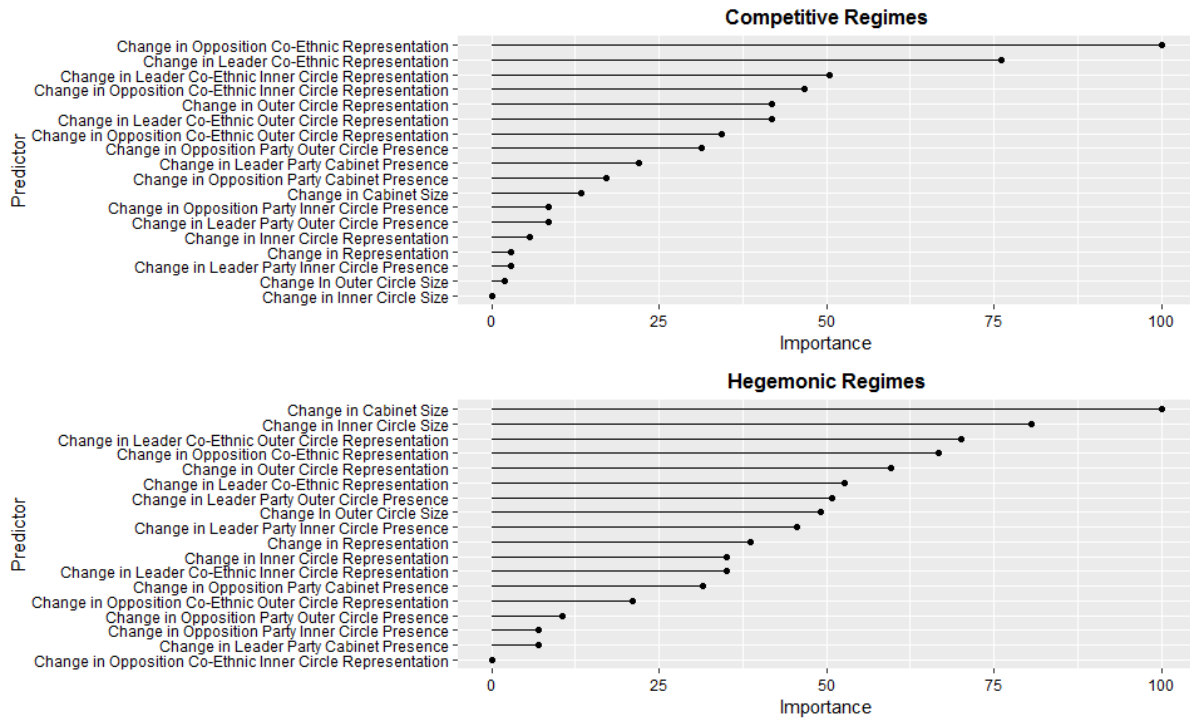 Competitive Regimes
Change in Opposition Co-Ethnic Representation
Change in Leader Co-Ethnic Representation
Change in Leader Co-Ethnic Inner Circle Representation
Change in Opposition Co-Ethnic Inner Circle Representation
Change in Outer Circle Representation
Change in Leader Co-Ethnic Outer Circle Representation
Change in Opposition Co-Ethnic Outer Circle Representation
Change in Opposition Party Outer Circle Presence
Change in Leader Party Cabinet Presence
Change in Opposition Party Cabinet Presence
Change in Cabinet Size
Change in Opposition Party Inner Circle Presence
Change in Leader Party Outer Circle Presence
Change in Inner Circle Representation
Change in Representation
Change in Leader Party Inner Circle Presence
Change In Outer Circle Size
Change in Inner Circle Size
Predictor
0 25 50 75 100
Importance
Hegemonic Regimes
Change in Cabinet Size
Change in Inner Circle Size
Change in Leader Co-Ethnic Outer Circle Representation
Change in Opposition Co-Ethnic Representation
Change in Outer Circle Representation
Change in Leader Co-Ethnic Representation
Change in Leader Party Outer Circle Presence
Change In Outer Circle Size
Change in Leader Party Inner Circle Presence
Change in Representation
Change in Inner Circle Representation
Change in Leader Co-Ethnic Inner Circle Representation
Change in Opposition Party Cabinet Presence
Change in Opposition Co-Ethnic Outer Circle Representation
Change in Opposition Party Outer Circle Presence
Change in Opposition Party Inner Circle Presence
Change in Leader Party Cabinet Presence
Change in Opposition Co-Ethnic Inner Circle Representation
Predictor
0 25 50 75 100
Importance